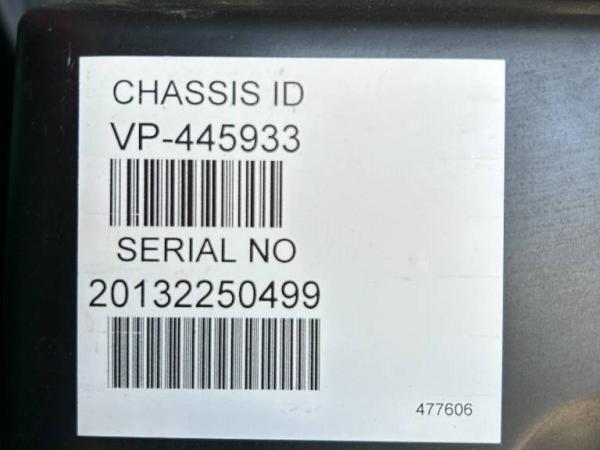 CHASSIS ID
VP-445933
SERIAL NO
20132250499
477606